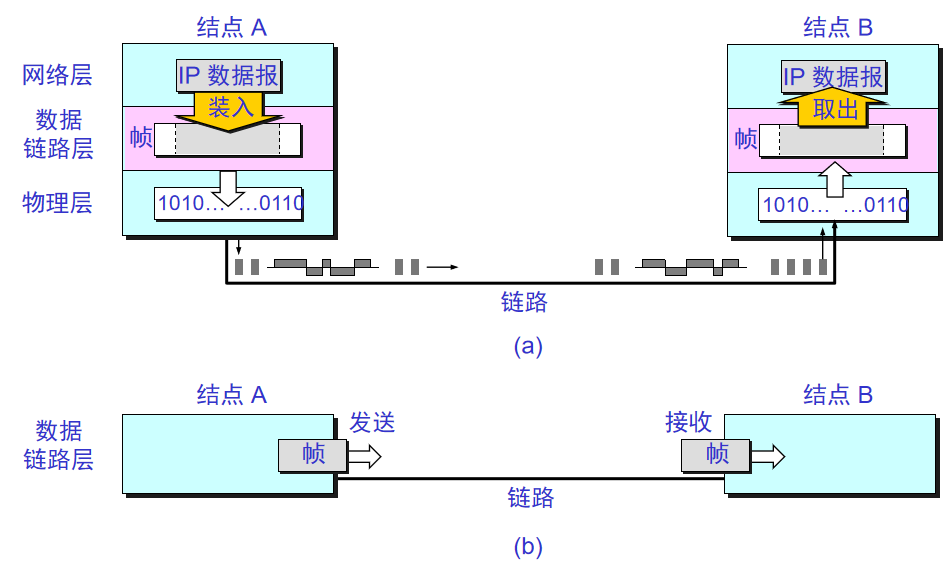 结点 A
结点 B
网络层
IP 数据报
IP 数据报
装入
取出
数据
链路层
帧
帧
物理层
1010… …0110
1010… …0110
链路
(a)
结点 A
结点 B
数据
链路层
发送
接收
帧
帧
链路
(b)